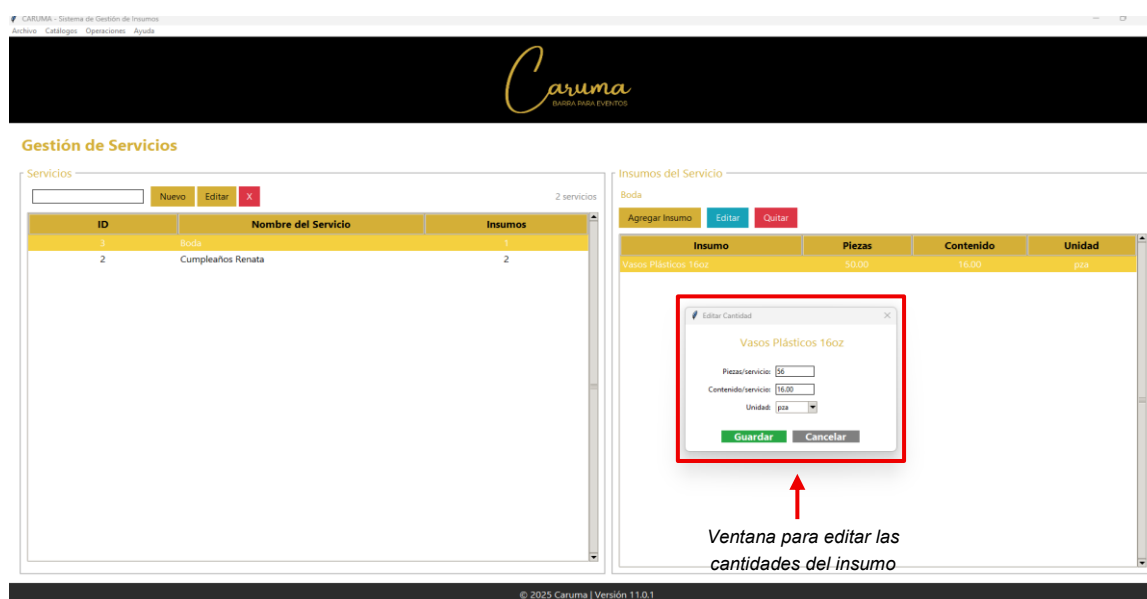 CARUMA - Sistema de Gestión de Insumos
Archivo Catálogos Operaciones Ayuda
Caruma
BARRA PARA EVENTOS
Gestión de Servicios
Servicios
Nuevo Editar X 2 servicios
ID Nombre del Servicio Insumos
3 Boda 1
2 Cumpleaños Renata 2
Insumos del Servicio
Boda
Agregar Insumo Editar Quitar
Insumo Piezas Contenido Unidad
Vasos Plásticos 16oz 50.00 16.00 pza
Editar Cantidad
Vasos Plásticos 16oz
Piezas/servicio: 56
Contenido/servicio: 16.00
Unidad: pza
Guardar Cancelar
Ventana para editar las
cantidades del insumo
© 2025 Caruma | Versión 11.0.1